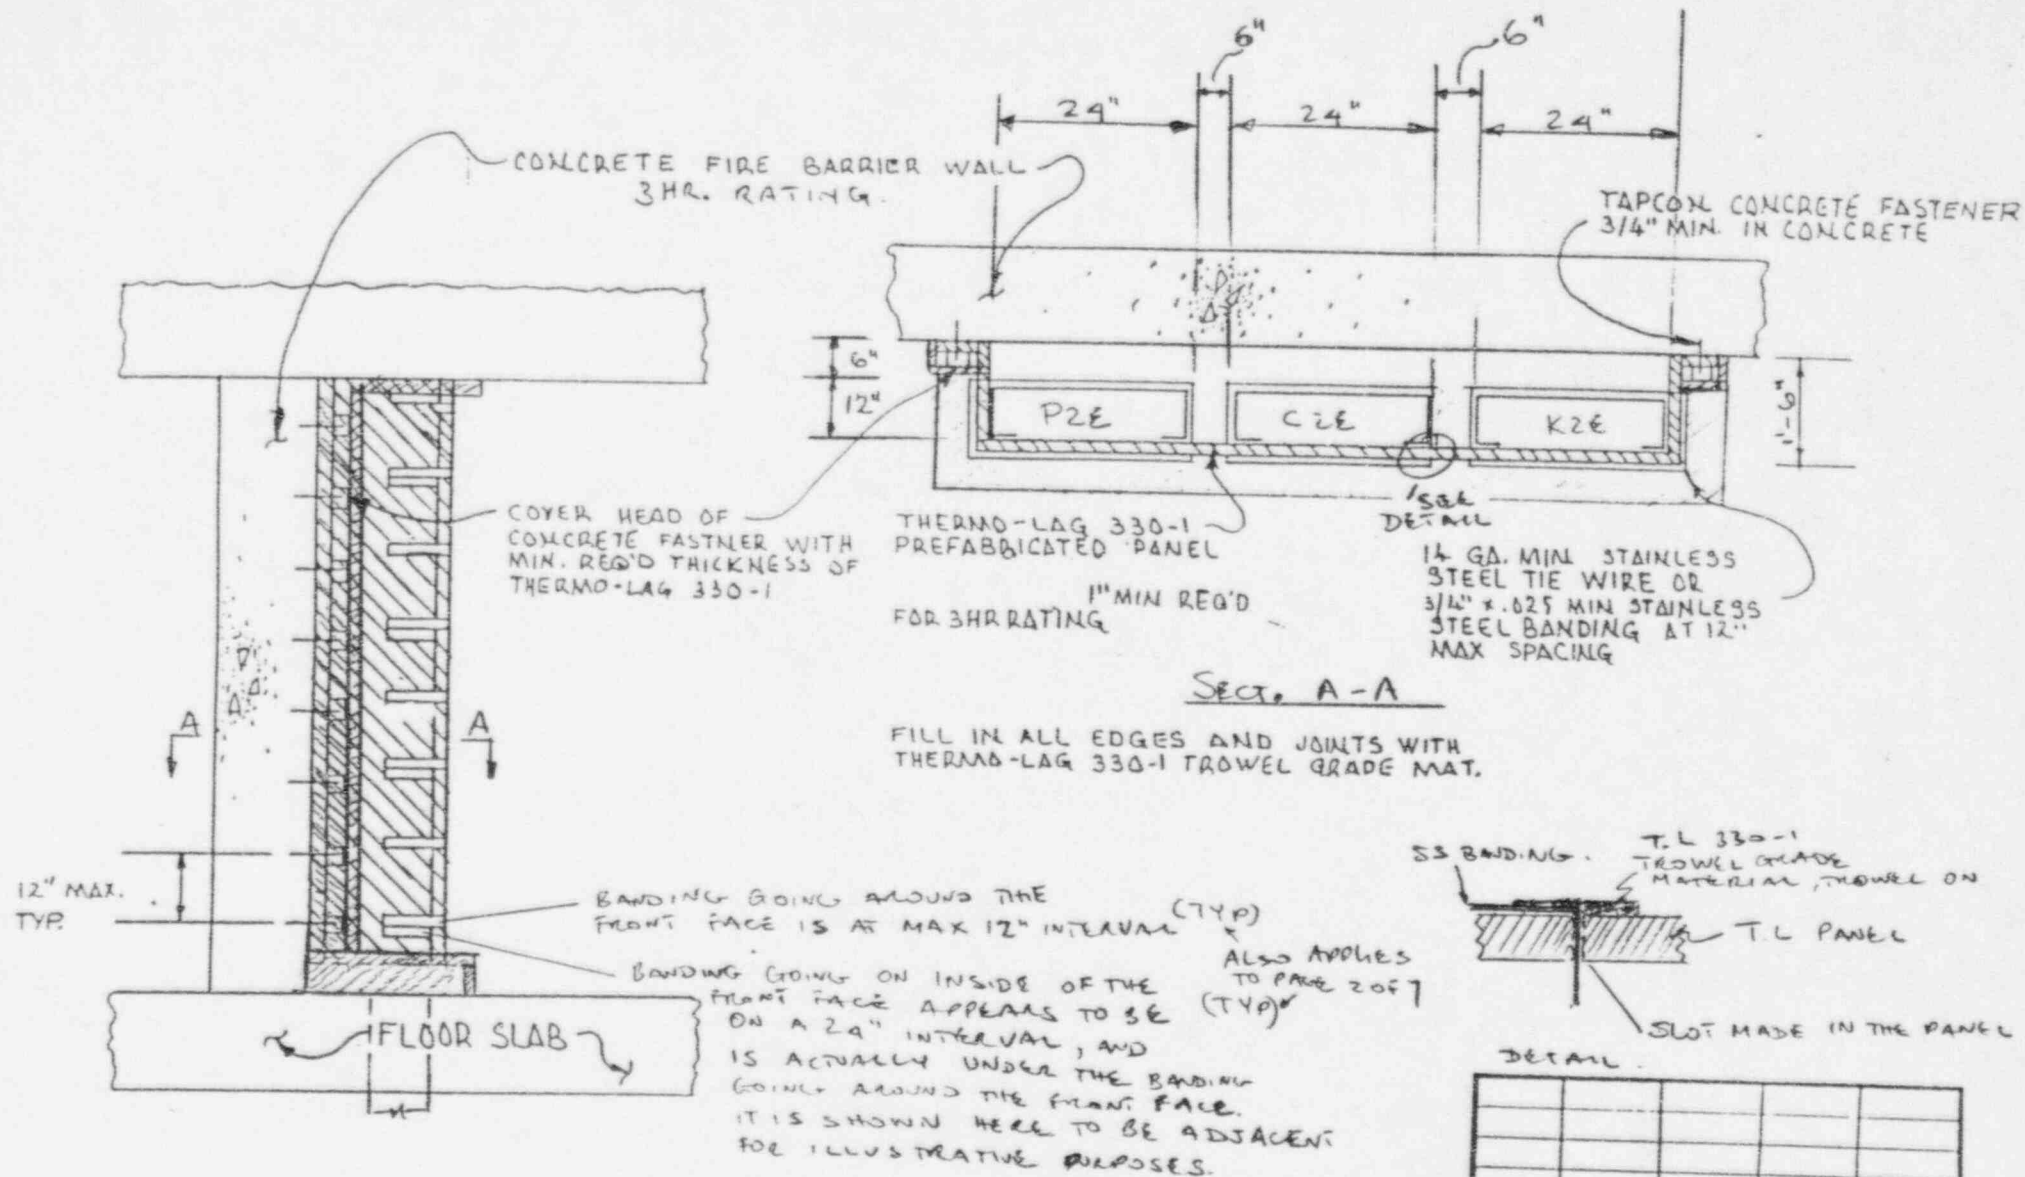 6"
6"
24"
24"
24"
CONCRETE FIRE BARRIER WALL
3HR. RATING.
TAPCON CONCRETE FASTENER
3/4" MIN. IN CONCRETE
6"
12"
P2E
C2E
K2E
1'-6"
COVER HEAD OF
CONCRETE FASTNER WITH
MIN. REQ'D THICKNESS OF
THERMO-LAG 330-1
THERMO-LAG 330-1
PREFABBICATED PANEL
1" MIN REQ'D
FOR 3HR RATING
SEE
DETAIL
14 GA. MIN STAINLESS
STEEL TIE WIRE OR
3/4" x .025 MIN STAINLESS
STEEL BANDING AT 12"
MAX SPACING
SECT. A-A
FILL IN ALL EDGES AND JOINTS WITH
THERMO-LAG 330-1 TROWEL GRADE MAT.
A
A
12" MAX.
TYP.
BANDING GOING AROUND THE
FRONT FACE IS AT MAX 12" INTERVAL (TYP)
ALSO APPLIES
TO PAGE 2 OF 7
BANDING GOING ON INSIDE OF THE
FRONT FACE APPEARS TO BE (TYP)
ON A 24" INTERVAL, AND
IS ACTUALLY UNDER THE BANDING
GOING AROUND THE FRONT FACE.
IT IS SHOWN HERE TO BE ADJACENT
FOR ILLUSTRATIVE PURPOSES.
FLOOR SLAB
SS BANDING.
T.L 330-1
TROWEL GRADE
MATERIAL, TROWEL ON
T.L PANEL
SLOT MADE IN THE PANEL
DETAIL.